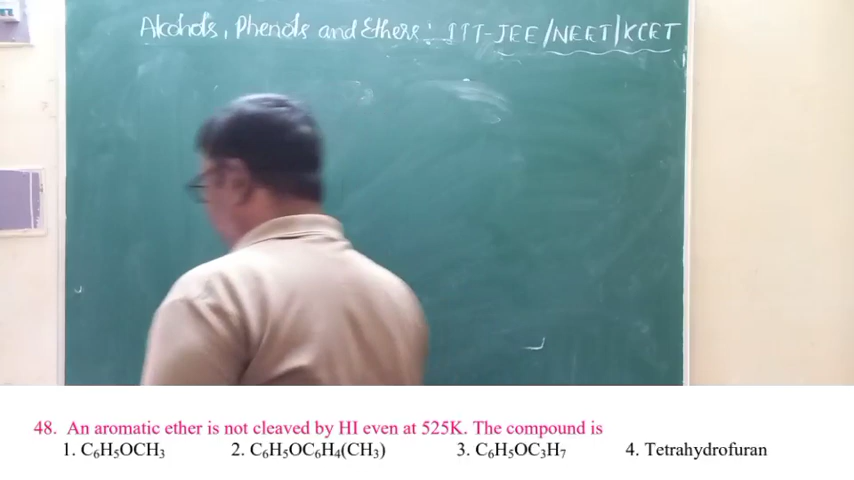 Alcohols, Phenols and Ethers: IIT-JEE/NEET/KCET
48. An aromatic ether is not cleaved by HI even at 525K. The compound is
1. C₆H₅OCH₃ 2. C₆H₅OC₆H₄(CH₃) 3. C₆H₅OC₃H₇ 4. Tetrahydrofuran